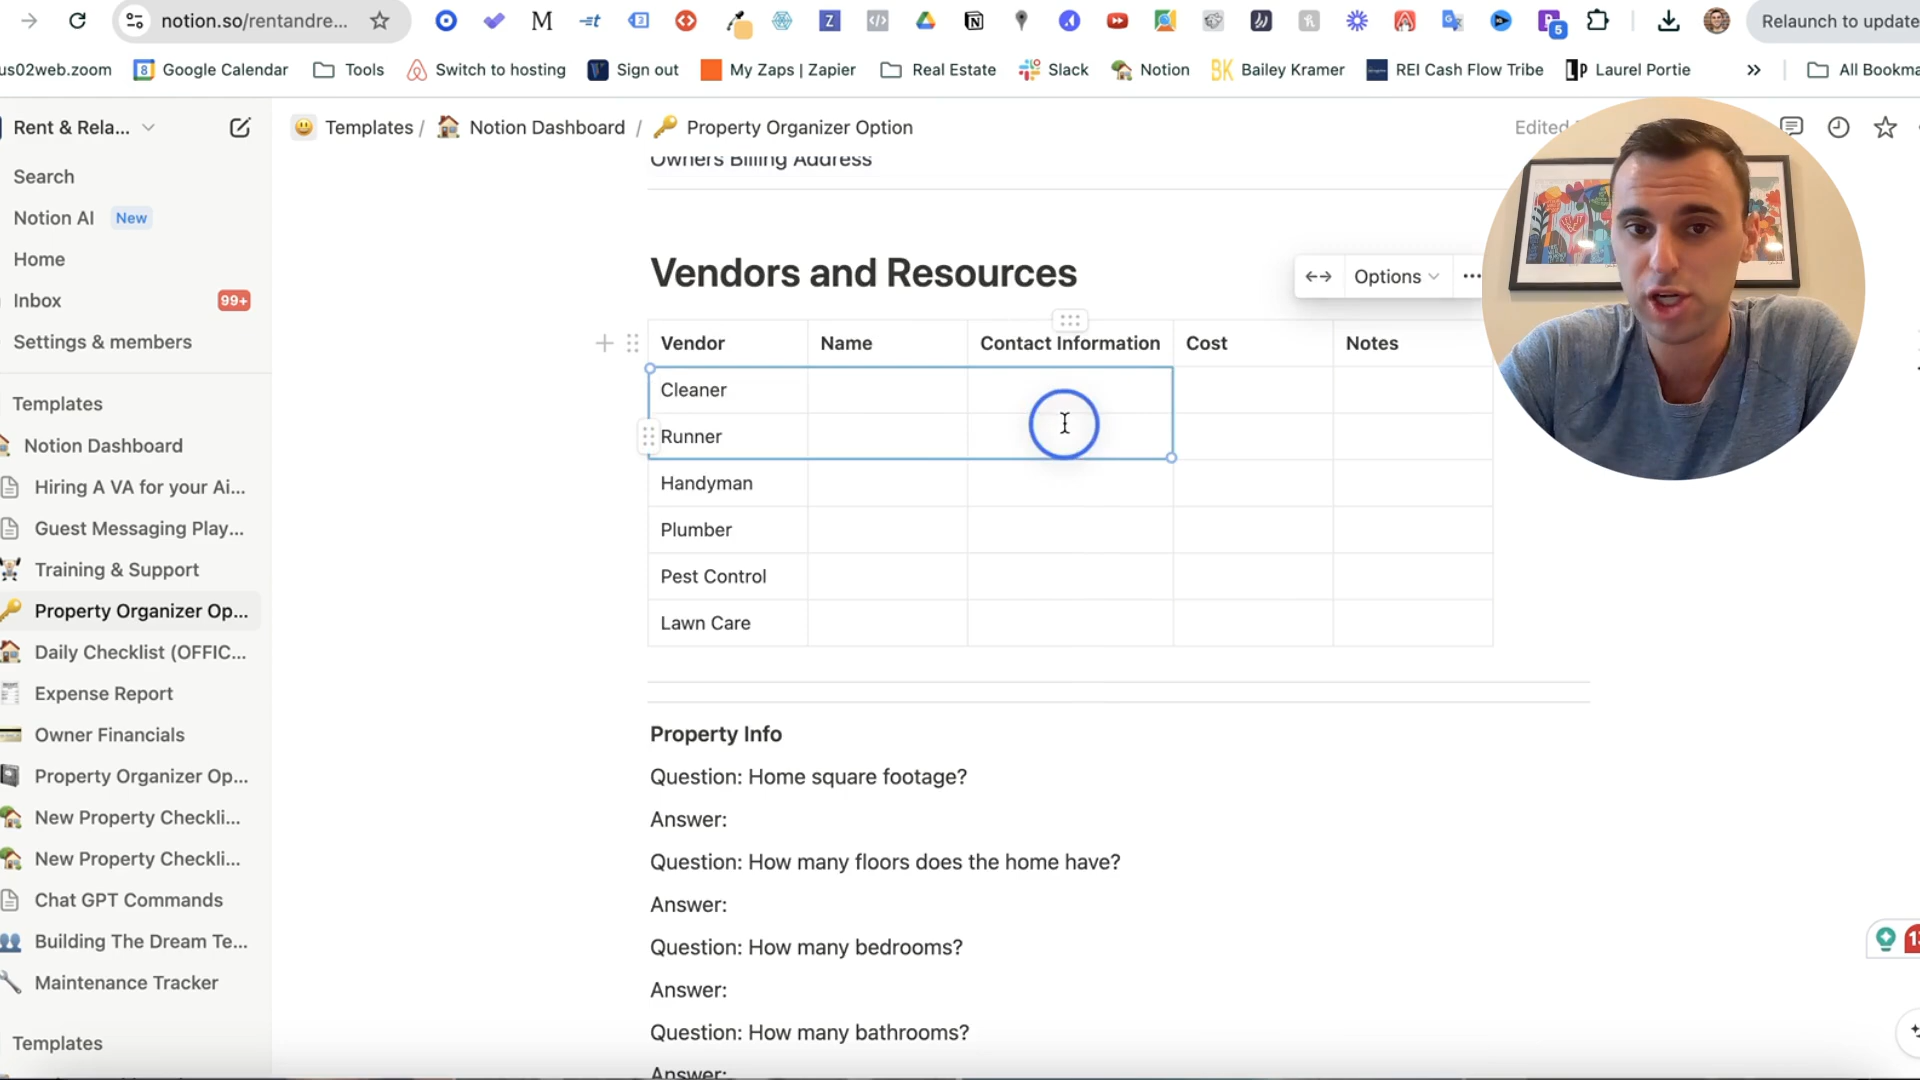 notion.so/rentandre...
Relaunch to update
us02web.zoom
Google Calendar
Tools
Switch to hosting
Sign out
My Zaps | Zapier
Real Estate
Slack
Notion
BK Bailey Kramer
REI Cash Flow Tribe
Laurel Portie
All Bookma
Rent & Rela...
Templates / Notion Dashboard / Property Organizer Option
Edited
Search
Notion AI New
Home
Inbox 99+
Settings & members
Templates
Notion Dashboard
Hiring A VA for your Ai...
Guest Messaging Play...
Training & Support
Property Organizer Op...
Daily Checklist (OFFIC...
Expense Report
Owner Financials
Property Organizer Op...
New Property Checkli...
New Property Checkli...
Chat GPT Commands
Building The Dream Te...
Maintenance Tracker
Templates
Owners Billing Address
Vendors and Resources
Options
Vendor Name Contact Information Cost Notes
Cleaner
Runner
Handyman
Plumber
Pest Control
Lawn Care
Property Info
Question: Home square footage?
Answer:
Question: How many floors does the home have?
Answer:
Question: How many bedrooms?
Answer:
Question: How many bathrooms?
Answer: